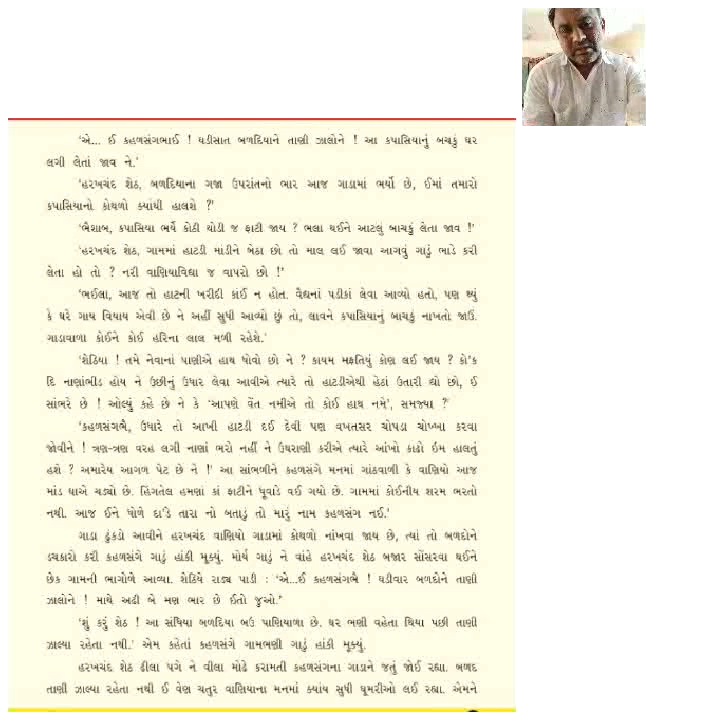 ‘એ... ઈ કહળસંગભાઈ ! ઘડીસાત બળદિયાને તાણી ઝાલોને !! આ કપાસિયાનું બચકું ઘર
લગી લેતાં જાવ ને.’
‘હરખચંદ શેઠ, બળદિયાના ગજા ઉપરાંતનો ભાર આજ ગાડામાં ભર્યો છે, ઈમાં તમારો
કપાસિયાનો કોથળો ક્યાંથી હાલશે ?’
‘ભૈશાબ, કપાસિયા ભર્યે કોઠી થોડી જ ફાટી જાય ? ભલા થઈને આટલું બાચકું લેતા જાવ !’
‘હરખચંદ શેઠ, ગામમાં હાટડી માંડીને બેઠા છો તો માલ લઈ જાવા આગવું ગાડું ભાડે કરી
લેતા હો તો ? નરી વાણિયાવિદ્યા જ વાપરો છો !’
‘ભઈલા, આજ તો હાટની ખરીદી કાંઈ ન હોત. વૈદ્યનાં પડીકાં લેવા આવ્યો હતો, પણ થ્યું
કે ઘરે ગાય વિયાય એવી છે ને અહીં સુધી આવ્યો છું તો, લાવને કપાસિયાનું બાચકું નાખતો જાઉં.
ગાડાવાળા કોઈને કોઈ હરિના લાલ મળી રહેશે.’
‘શેઠિયા ! તમે નેવાનાં પાણીએ હાથ ધોવો છો ને ? કાયમ મફતિયું કોણ લઈ જાય ? કો’ક
દિ નાણાંભીડ હોય ને ઉછીનું ઉધાર લેવા આવીએ ત્યારે તો હાટડીએથી હેઠાં ઉતારી દ્યો છો, ઈ
સાંભરે છે ! ઓલ્યું કહે છે ને કે ‘આપણે વેંત નમીએ તો કોઈ હાથ નમે’, સમજ્યા ?’
‘કહળસંગભૈ, ઉધારે તો આખી હાટડી દઈ દેવી પણ વખતસર ચોપડા ચોખ્ખા કરવા
જોવીને ! ત્રણ-ત્રણ વરહ લગી નાણાં ભરો નહીં ને ઉઘરાણી કરીએ ત્યારે આંખો કાઢો ઇમ હાલતું
હશે ? અમારેય આગળ પેટ છે ને !’ આ સાંભળીને કહળસંગે મનમાં ગાંઠવાળી કે વાણિયો આજ
માંડ ઘાએ ચડ્યો છે. હિંગતેલ હમણાં કાં ફાટીને ધૂવાડે વઈ ગયો છે. ગામમાં કોઈનીય શરમ ભરતો
નથી. આજ ઈને ધોળે દા’ડે તારા નો બતાડું તો મારું નામ કહળસંગ નઈ.’
ગાડા ઢુંકડો આવીને હરખચંદ વાણિયો ગાડામાં કોથળો નાંખવા જાય છે, ત્યાં તો બળદોને
ડચકારો કરી કહળસંગે ગાડું હાંકી મૂક્યું. મોર્ય ગાડું ને વાંહે હરખચંદ શેઠ બજાર સોંસરવા થઈને
છેક ગામની ભાગોળે આવ્યા. શેઠિયે રાડ્ય પાડી : ‘એ...ઈ કહળસંગભૈ ! ઘડીવાર બળદોને તાણી
ઝાલોને ! માથે અઢી બે મણ ભાર છે ઈતો જુઓ.”
‘શું કરું શેઠ ! આ સંધિયા બળદિયા બઉ પાણિયાળા છે. ઘર ભણી વહેતા થિયા પછી તાણી
ઝાલ્યા રહેતા નથી.’ એમ કહેતાં કહળસંગે ગામભણી ગાડું હાંકી મૂક્યું.
હરખચંદ શેઠ ઢીલા પગે ને વીલા મોઢે કરામતી કહળસંગના ગાડાને જતું જોઈ રહ્યા. બળદ
તાણી ઝાલ્યા રહેતા નથી ઈ વેણ ચતુર વાણિયાના મનમાં ક્યાંય સુધી ઘૂમરીઓ લઈ રહ્યા. એમને